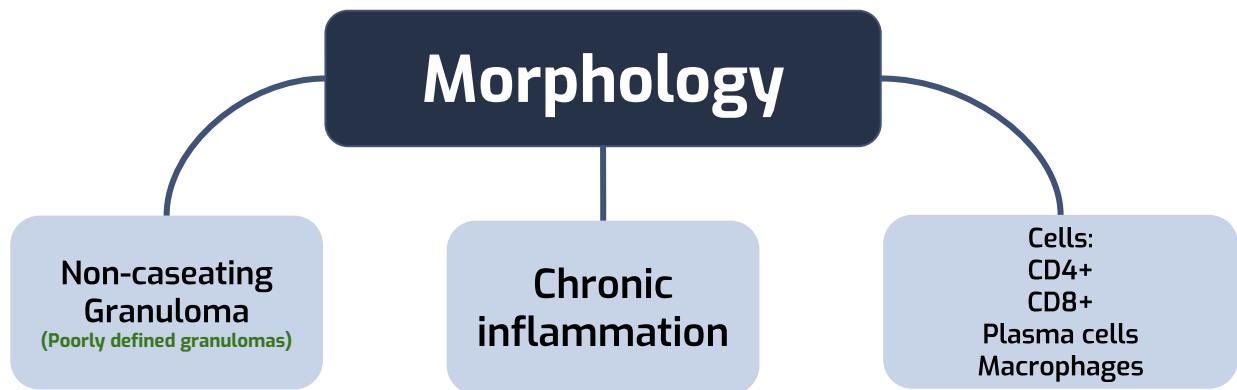 Morphology
Non-caseating
Granuloma
(Poorly defined granulomas)
Chronic
inflammation
Cells:
CD4+
CD8+
Plasma cells
Macrophages